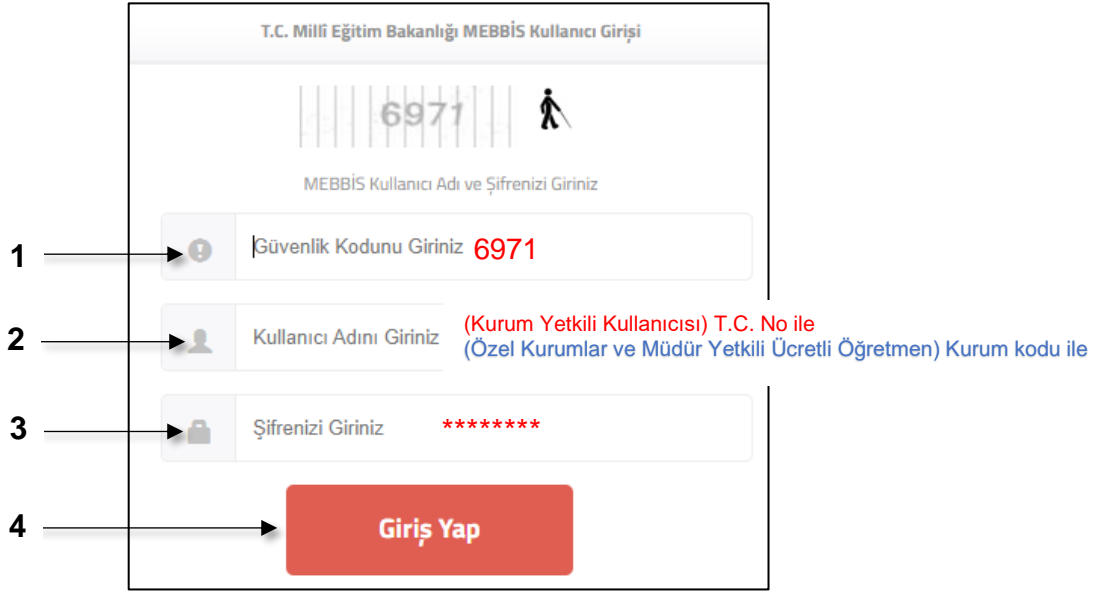 T.C. Millî Eğitim Bakanlığı MEBBİS Kullanıcı Girişi
6971
MEBBİS Kullanıcı Adı ve Şifrenizi Giriniz
1 Güvenlik Kodunu Giriniz 6971
2 Kullanıcı Adını Giriniz (Kurum Yetkili Kullanıcısı) T.C. No ile
(Özel Kurumlar ve Müdür Yetkili Ücretli Öğretmen) Kurum kodu ile
3 Şifrenizi Giriniz ********
4 Giriş Yap